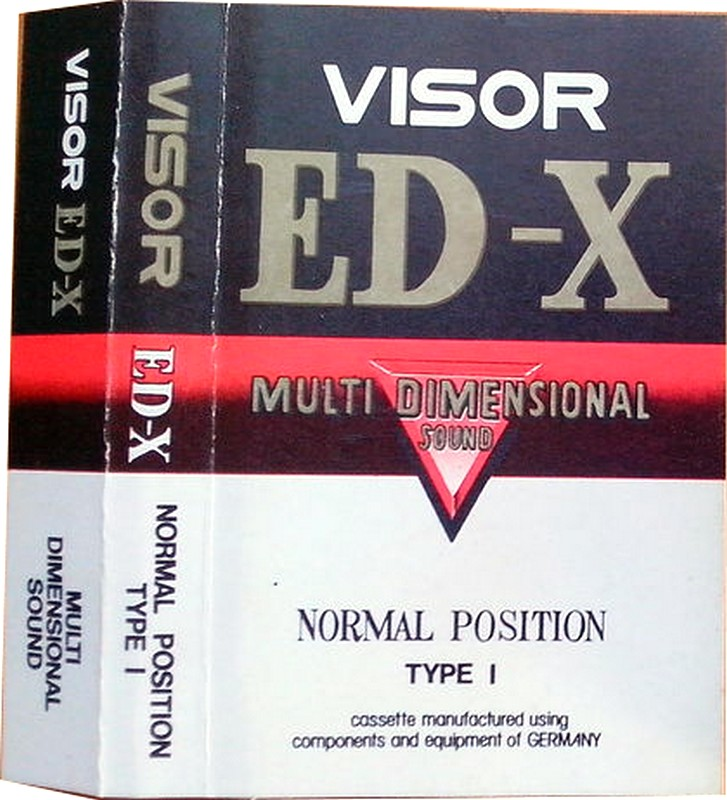 VISOR
ED-X
MULTI DIMENSIONAL
SOUND
NORMAL POSITION
TYPE I
cassette manufactured using
components and equipment of GERMANY
VISOR
ED-X
NORMAL POSITION
TYPE I
VISOR ED-X
MULTI
DIMENSIONAL
SOUND